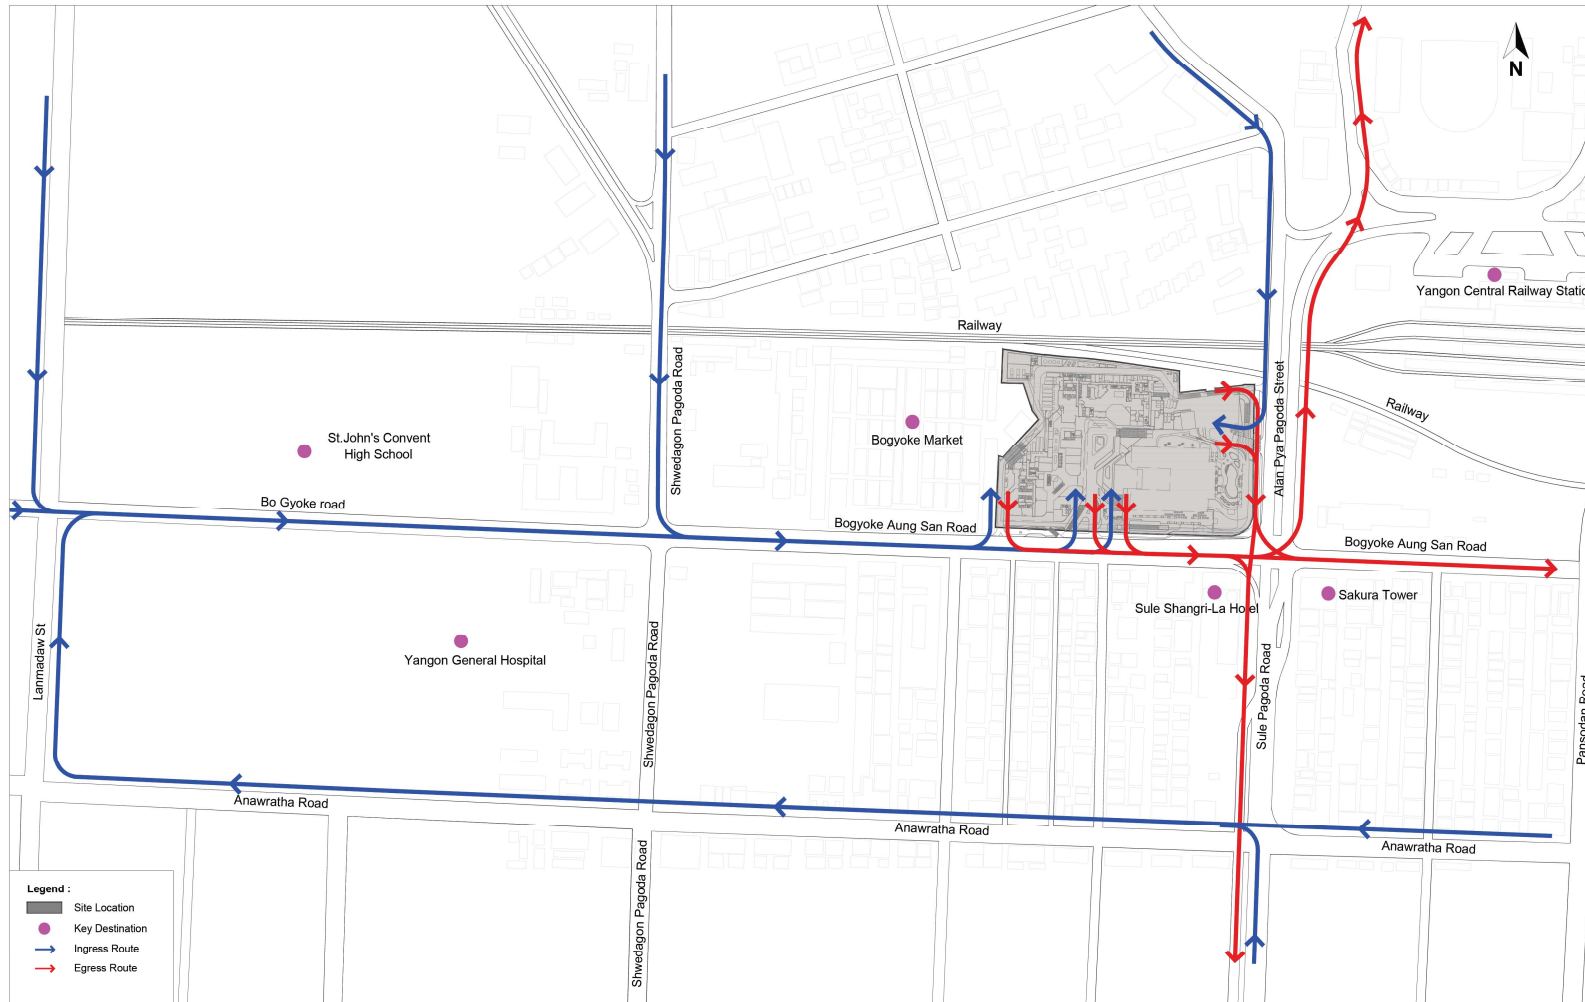 N
Yangon Central Railway Static
Railway
Shwedagon Pagoda Road
Alan Pya Pagoda Street
Railway
St.John's Convent
High School
Bogyoke Market
Bo Gyoke road
Bogyoke Aung San Road
Bogyoke Aung San Road
Sule Shangri-La Hotel
Sakura Tower
Lanmadaw St
Yangon General Hospital
Shwedagon Pagoda Road
Sule Pagoda Road
Pansodan Road
Anawratha Road
Anawratha Road
Anawratha Road
Shwedagon Pagoda Road
Legend :
Site Location
Key Destination
Ingress Route
Egress Route